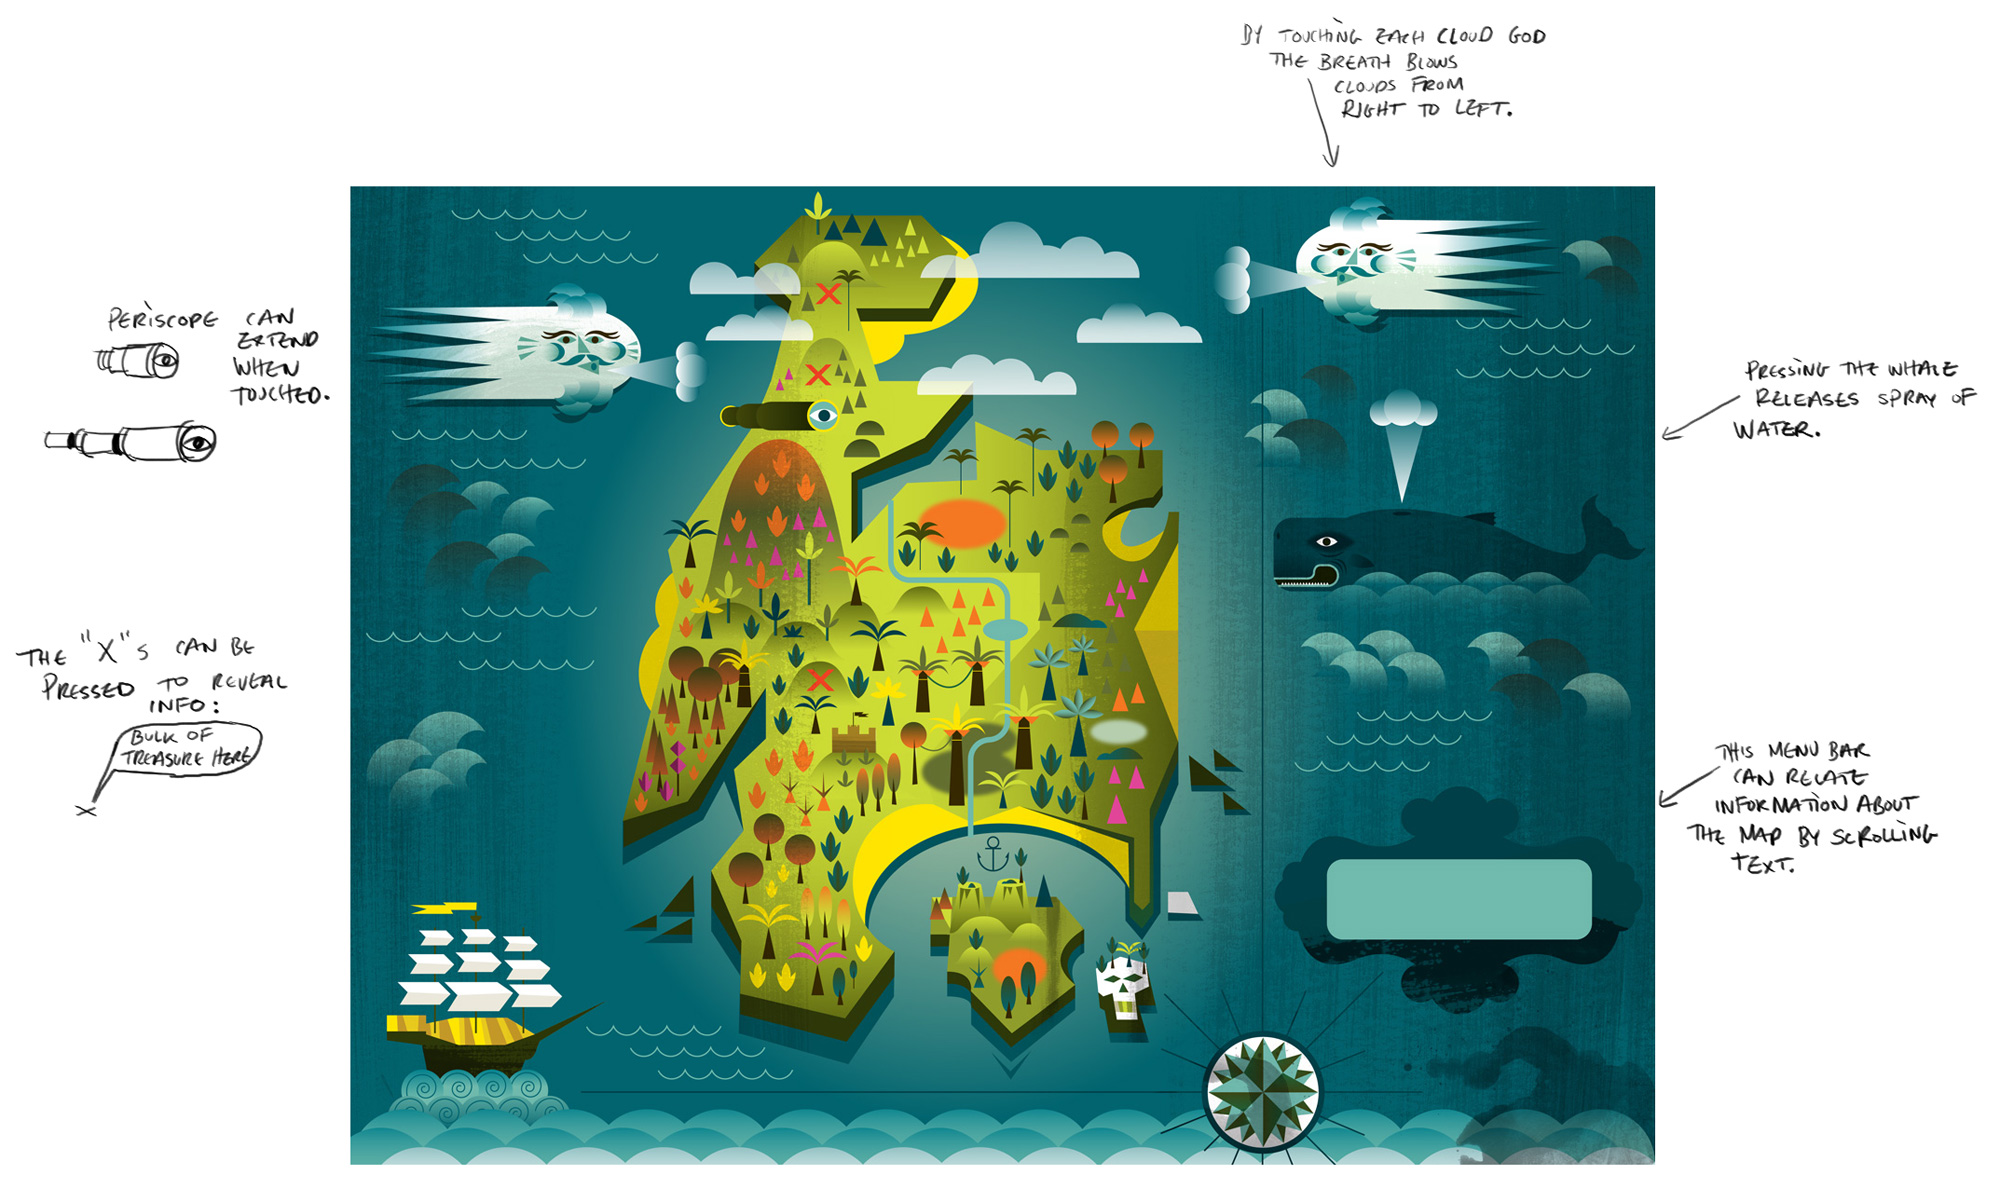 BY TOUCHING EACH CLOUD GOD
THE BREATH BLOWS
CLOUDS FROM
RIGHT TO LEFT.
PERISCOPE CAN
EXTEND
WHEN
TOUCHED.
PRESSING THE WHALE
RELEASES SPRAY OF
WATER.
THE "X"S CAN BE
PRESSED TO REVEAL
INFO:
BULK OF
TREASURE HERE
X
THIS MENU BAR
CAN RELATE
INFORMATION ABOUT
THE MAP BY SCROLLING
TEXT.